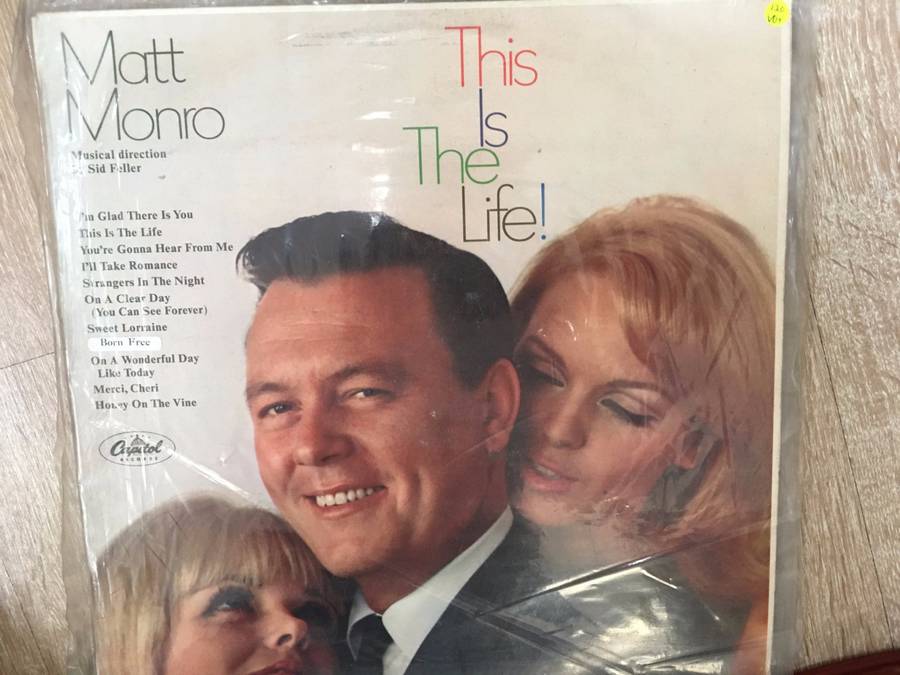 Matt
Monro
Musical direction
by Sid Feller
This
Is
The
Life!
I'm Glad There Is You
This Is The Life
You're Gonna Hear From Me
I'll Take Romance
Strangers In The Night
On A Clear Day
(You Can See Forever)
Sweet Lorraine
Born Free
On A Wonderful Day
Like Today
Merci, Cheri
Honey On The Vine
Capitol
RECORDS